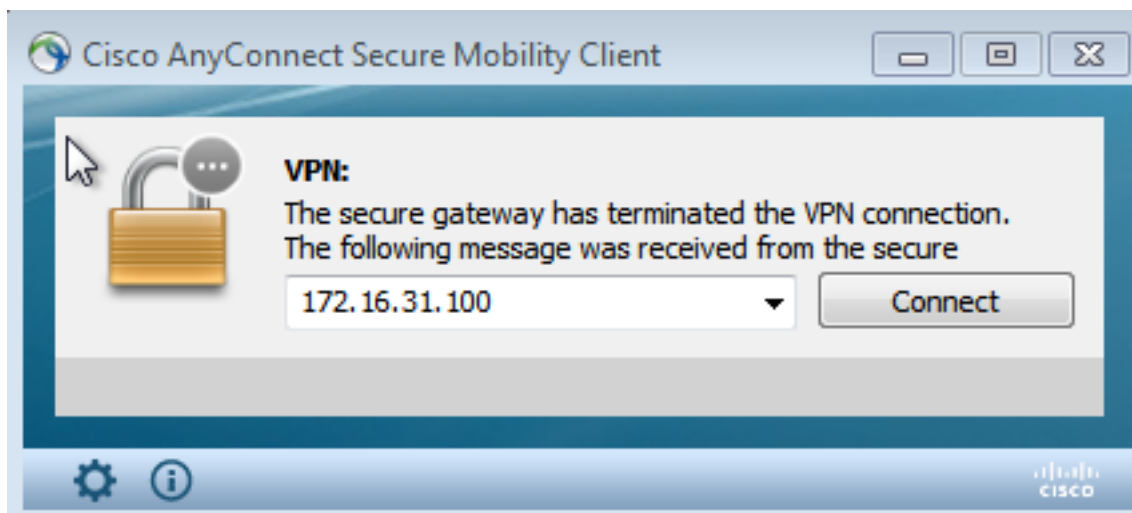 Cisco AnyConnect Secure Mobility Client
VPN:
The secure gateway has terminated the VPN connection.
The following message was received from the secure
172.16.31.100
Connect
CISCO